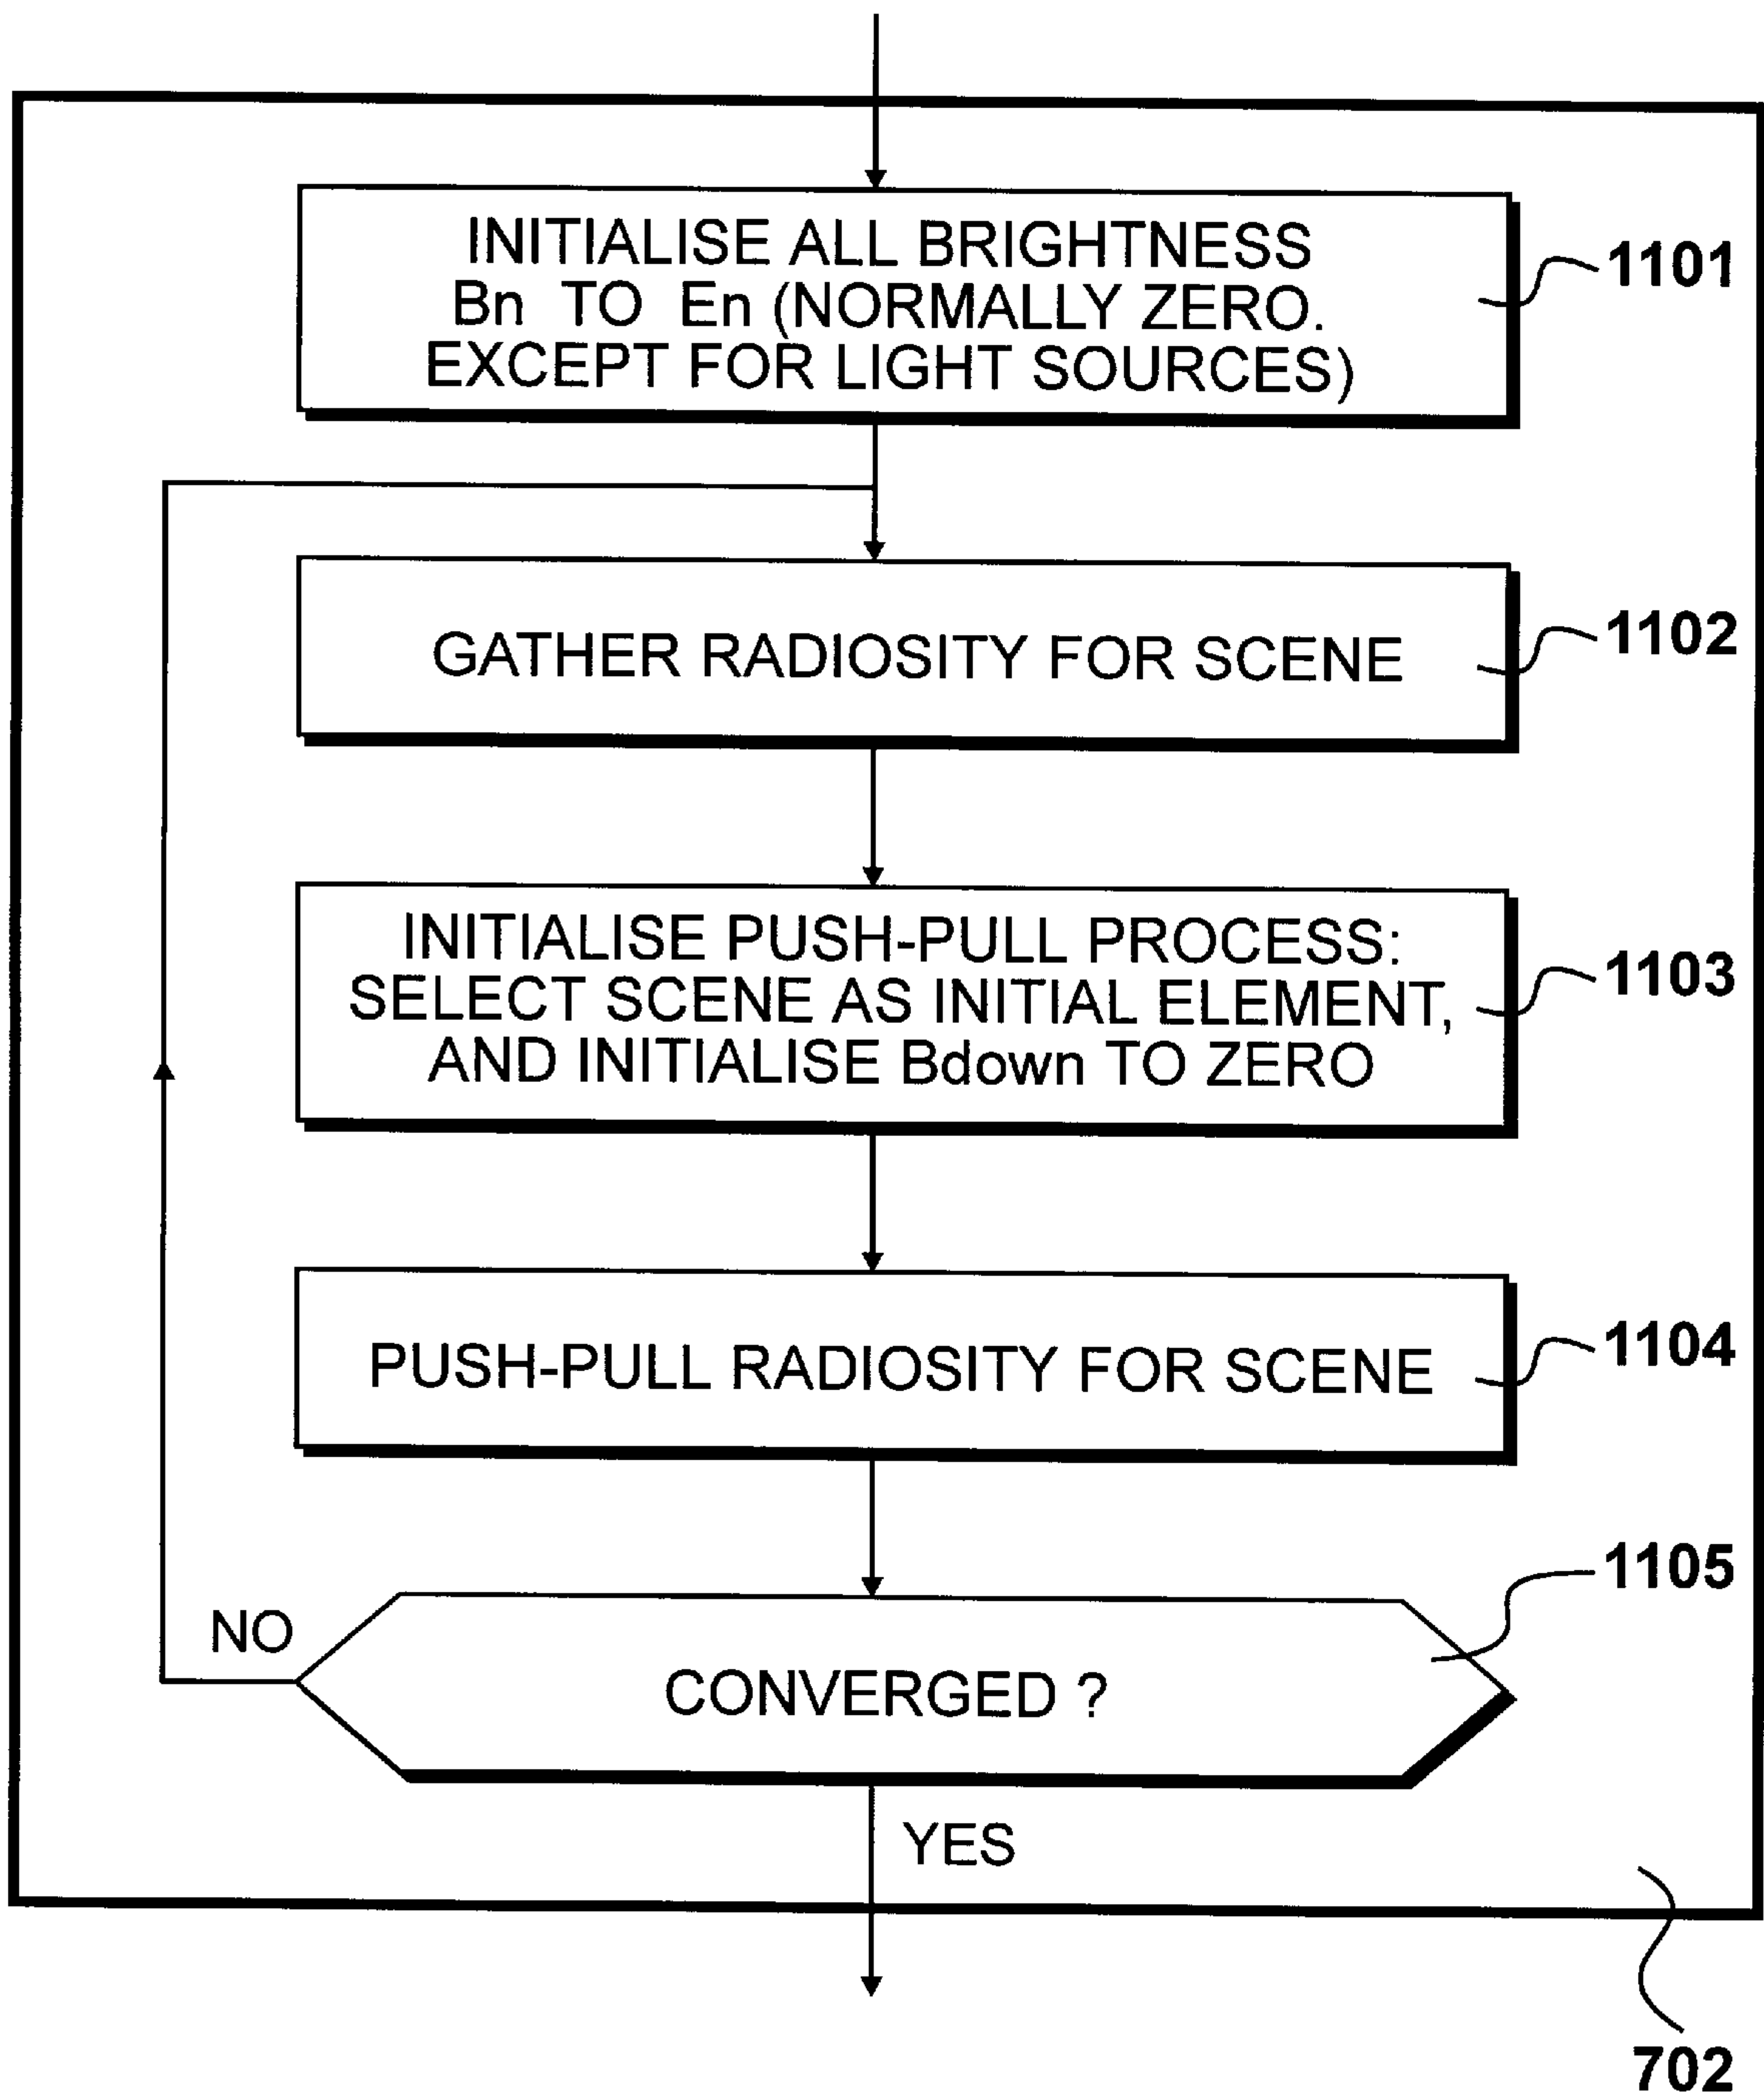 INITIALISE ALL BRIGHTNESS
Bn TO En (NORMALLY ZERO.
EXCEPT FOR LIGHT SOURCES)
1101
GATHER RADIOSITY FOR SCENE
1102
INITIALISE PUSH-PULL PROCESS:
SELECT SCENE AS INITIAL ELEMENT,
AND INITIALISE Bdown TO ZERO
1103
PUSH-PULL RADIOSITY FOR SCENE
1104
1105
NO
CONVERGED ?
YES
702